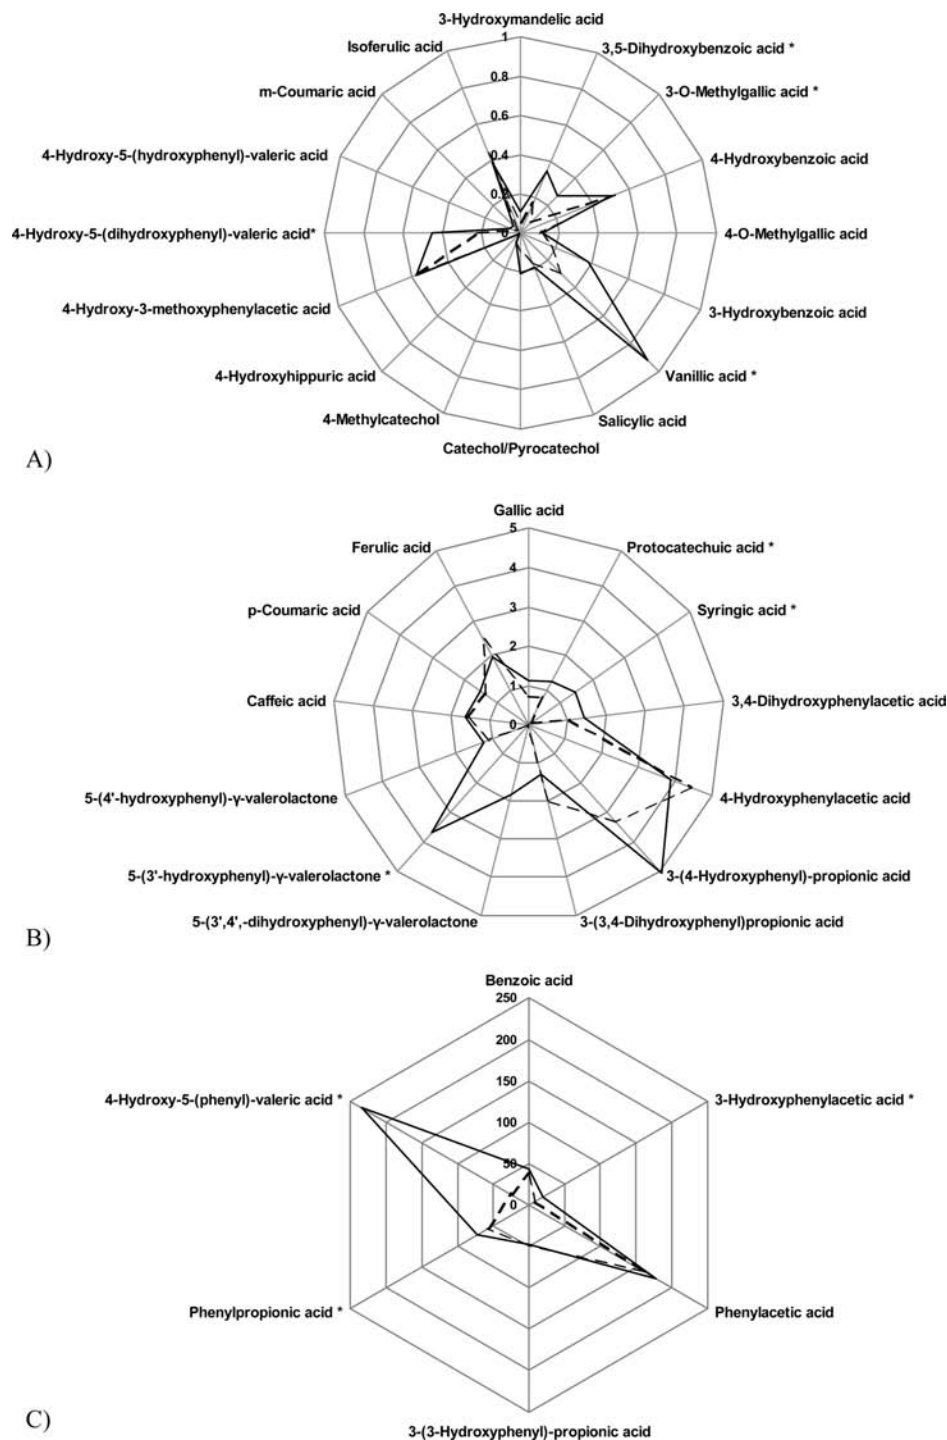 3-Hydroxymandelic acid
1
Isoferulic acid
3,5-Dihydroxybenzoic acid *
0.8
m-Coumaric acid
3-O-Methylgallic acid *
0.6
4-Hydroxy-5-(hydroxyphenyl)-valeric acid
0.4
4-Hydroxybenzoic acid
0.2
4-Hydroxy-5-(dihydroxyphenyl)-valeric acid*
0
4-O-Methylgallic acid
4-Hydroxy-3-methoxyphenylacetic acid
3-Hydroxybenzoic acid
4-Hydroxyhippuric acid
Vanillic acid *
4-Methylcatechol
Salicylic acid
Catechol/Pyrocatechol
A)
Gallic acid
5
Ferulic acid
Protocatechuic acid *
4
p-Coumaric acid
Syringic acid *
3
2
Caffeic acid
3,4-Dihydroxyphenylacetic acid
1
0
5-(4'-hydroxyphenyl)-γ-valerolactone
4-Hydroxyphenylacetic acid
5-(3'-hydroxyphenyl)-γ-valerolactone *
3-(4-Hydroxyphenyl)-propionic acid
5-(3',4',-dihydroxyphenyl)-γ-valerolactone
3-(3,4-Dihydroxyphenyl)propionic acid
B)
Benzoic acid
250
200
150
4-Hydroxy-5-(phenyl)-valeric acid *
3-Hydroxyphenylacetic acid *
100
50
0
Phenylpropionic acid *
Phenylacetic acid
3-(3-Hydroxyphenyl)-propionic acid
C)